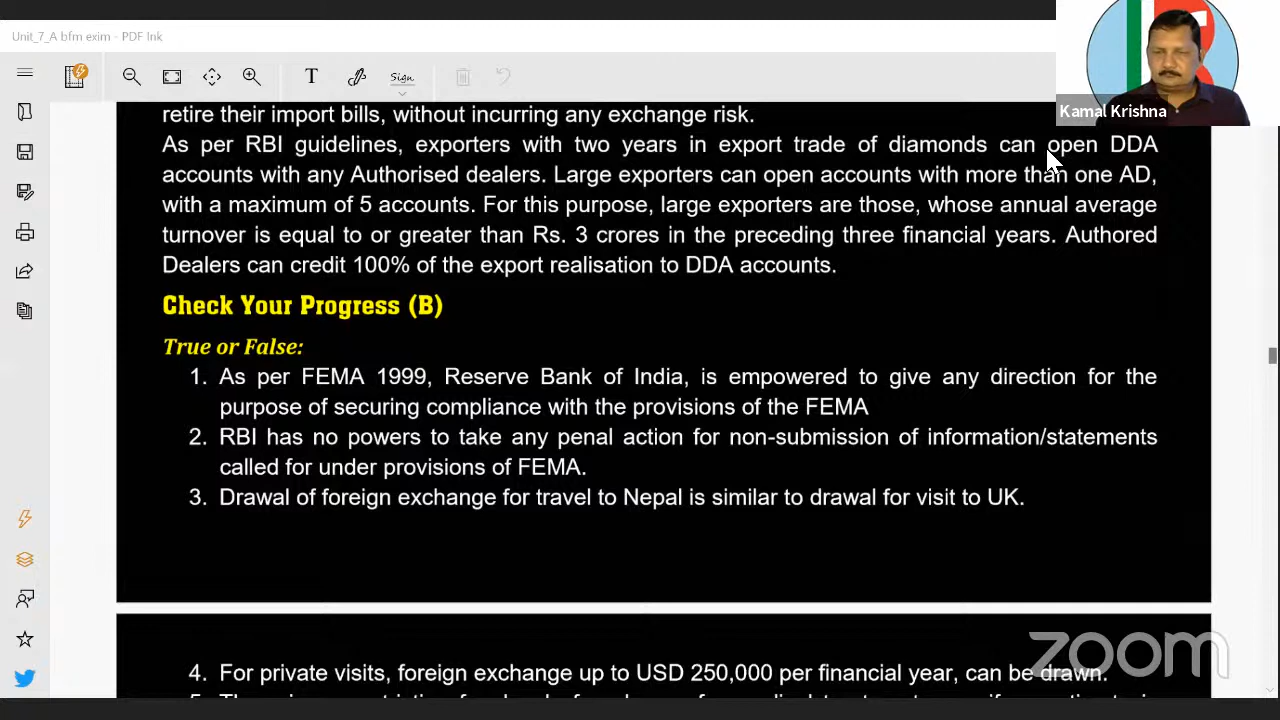 Unit_7_A bfm exim - PDF Ink
Kamal Krishna
T
Sign
retire their import bills, without incurring any exchange risk.
As per RBI guidelines, exporters with two years in export trade of diamonds can open DDA
accounts with any Authorised dealers. Large exporters can open accounts with more than one AD,
with a maximum of 5 accounts. For this purpose, large exporters are those, whose annual average
turnover is equal to or greater than Rs. 3 crores in the preceding three financial years. Authored
Dealers can credit 100% of the export realisation to DDA accounts.
Check Your Progress (B)
True or False:
1. As per FEMA 1999, Reserve Bank of India, is empowered to give any direction for the
purpose of securing compliance with the provisions of the FEMA
2. RBI has no powers to take any penal action for non-submission of information/statements
called for under provisions of FEMA.
3. Drawal of foreign exchange for travel to Nepal is similar to drawal for visit to UK.
4. For private visits, foreign exchange up to USD 250,000 per financial year, can be drawn.
zoom